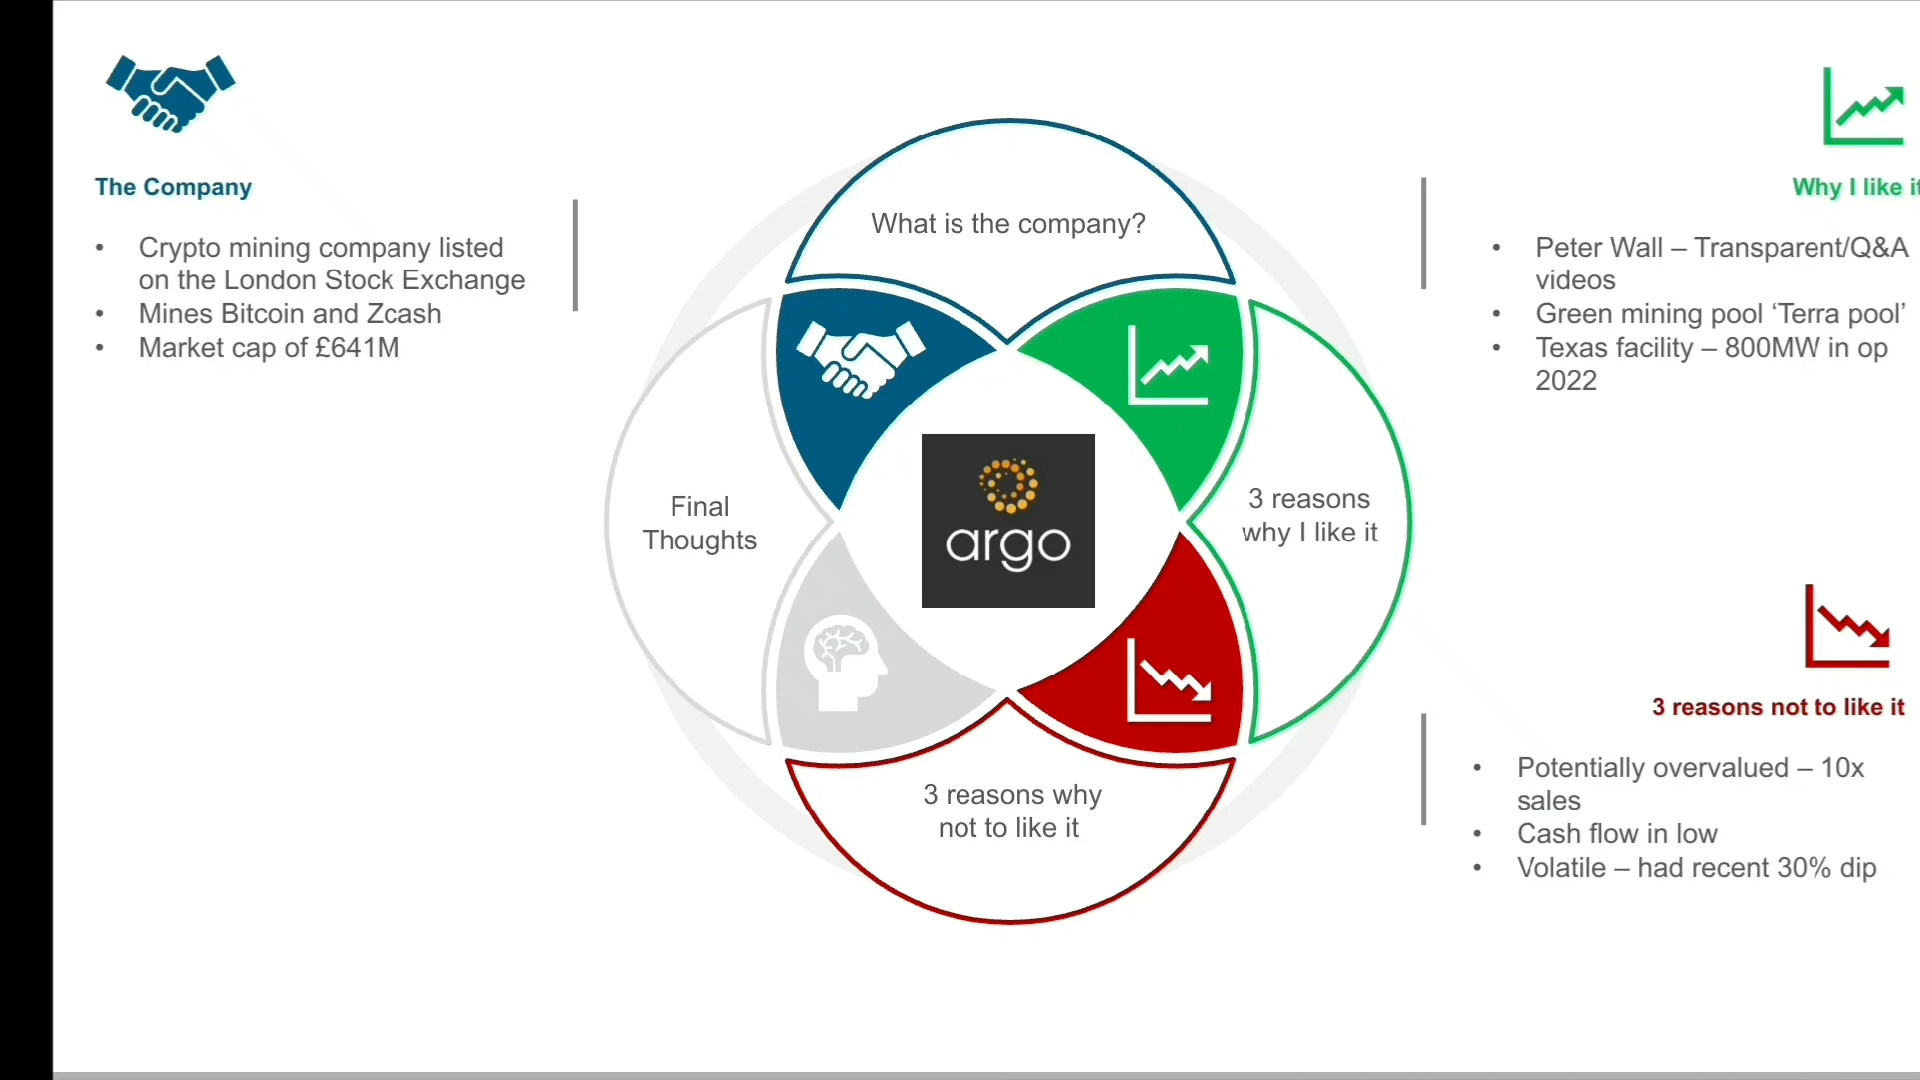 The Company
• Crypto mining company listed
on the London Stock Exchange
• Mines Bitcoin and Zcash
• Market cap of £641M
What is the company?
Final
Thoughts
argo
3 reasons
why I like it
3 reasons why
not to like it
Why I like it
• Peter Wall – Transparent/Q&A
videos
• Green mining pool ‘Terra pool’
• Texas facility – 800MW in op
2022
3 reasons not to like it
• Potentially overvalued – 10x
sales
• Cash flow in low
• Volatile – had recent 30% dip